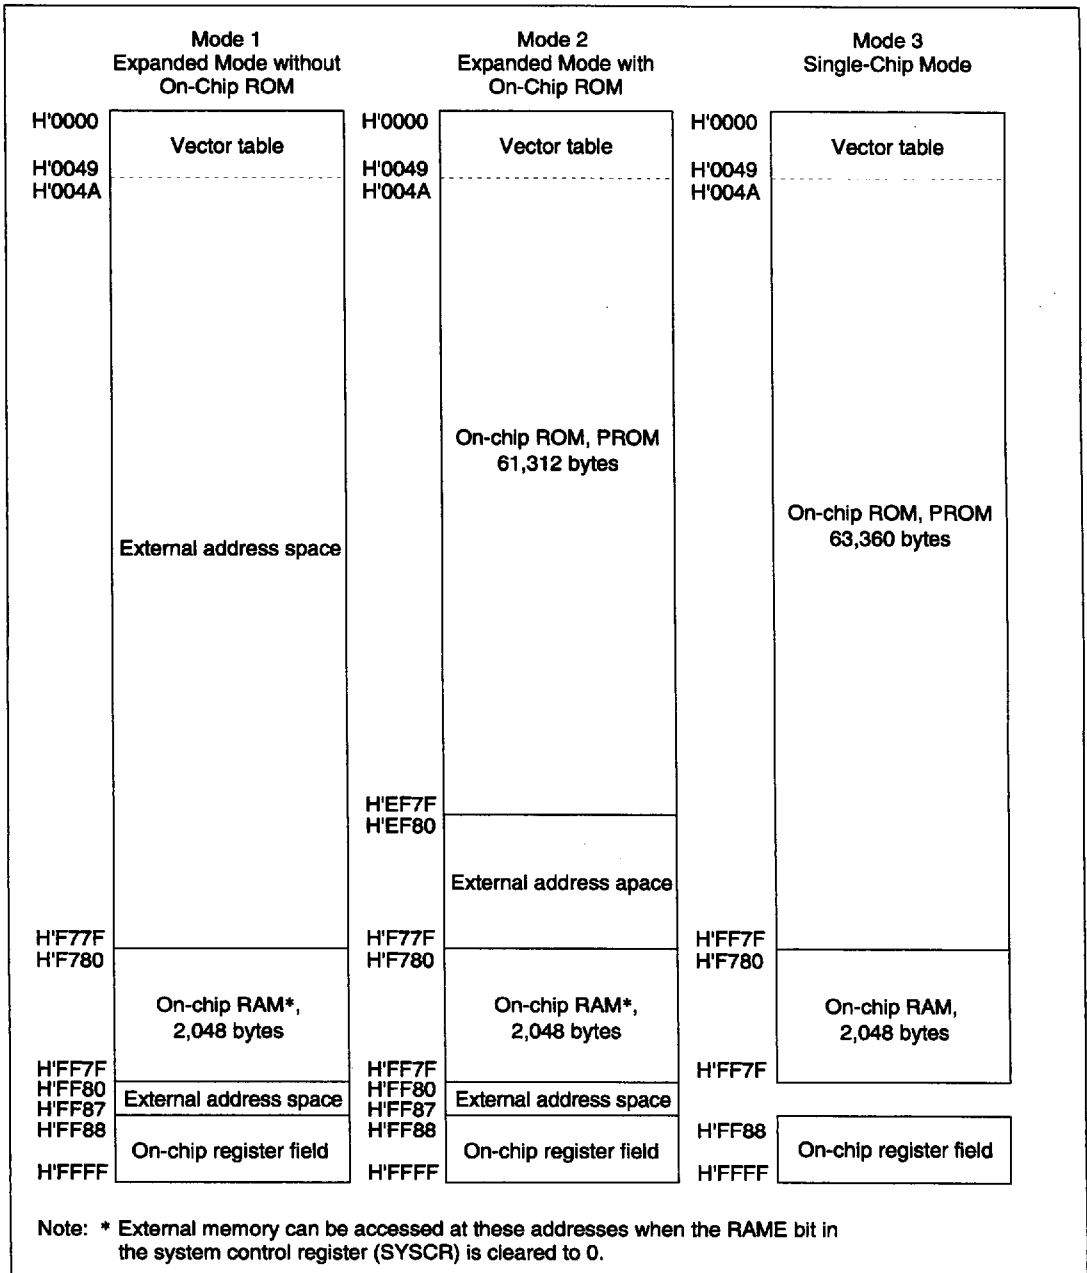 Mode 1
Expanded Mode without
On-Chip ROM
H'0000
Vector table
H'0049
H'004A
External address space
H'F77F
H'F780
On-chip RAM*,
2,048 bytes
H'FF7F
H'FF80
External address space
H'FF87
H'FF88
On-chip register field
H'FFFF
Mode 2
Expanded Mode with
On-Chip ROM
H'0000
Vector table
H'0049
H'004A
On-chip ROM, PROM
61,312 bytes
H'EF7F
H'EF80
External address apace
H'F77F
H'F780
On-chip RAM*,
2,048 bytes
H'FF7F
H'FF80
External address space
H'FF87
H'FF88
On-chip register field
H'FFFF
Mode 3
Single-Chip Mode
H'0000
Vector table
H'0049
H'004A
On-chip ROM, PROM
63,360 bytes
H'FF7F
H'F780
On-chip RAM,
2,048 bytes
H'FF7F
H'FF88
On-chip register field
H'FFFF
Note: * External memory can be accessed at these addresses when the RAME bit in
the system control register (SYSCR) is cleared to 0.